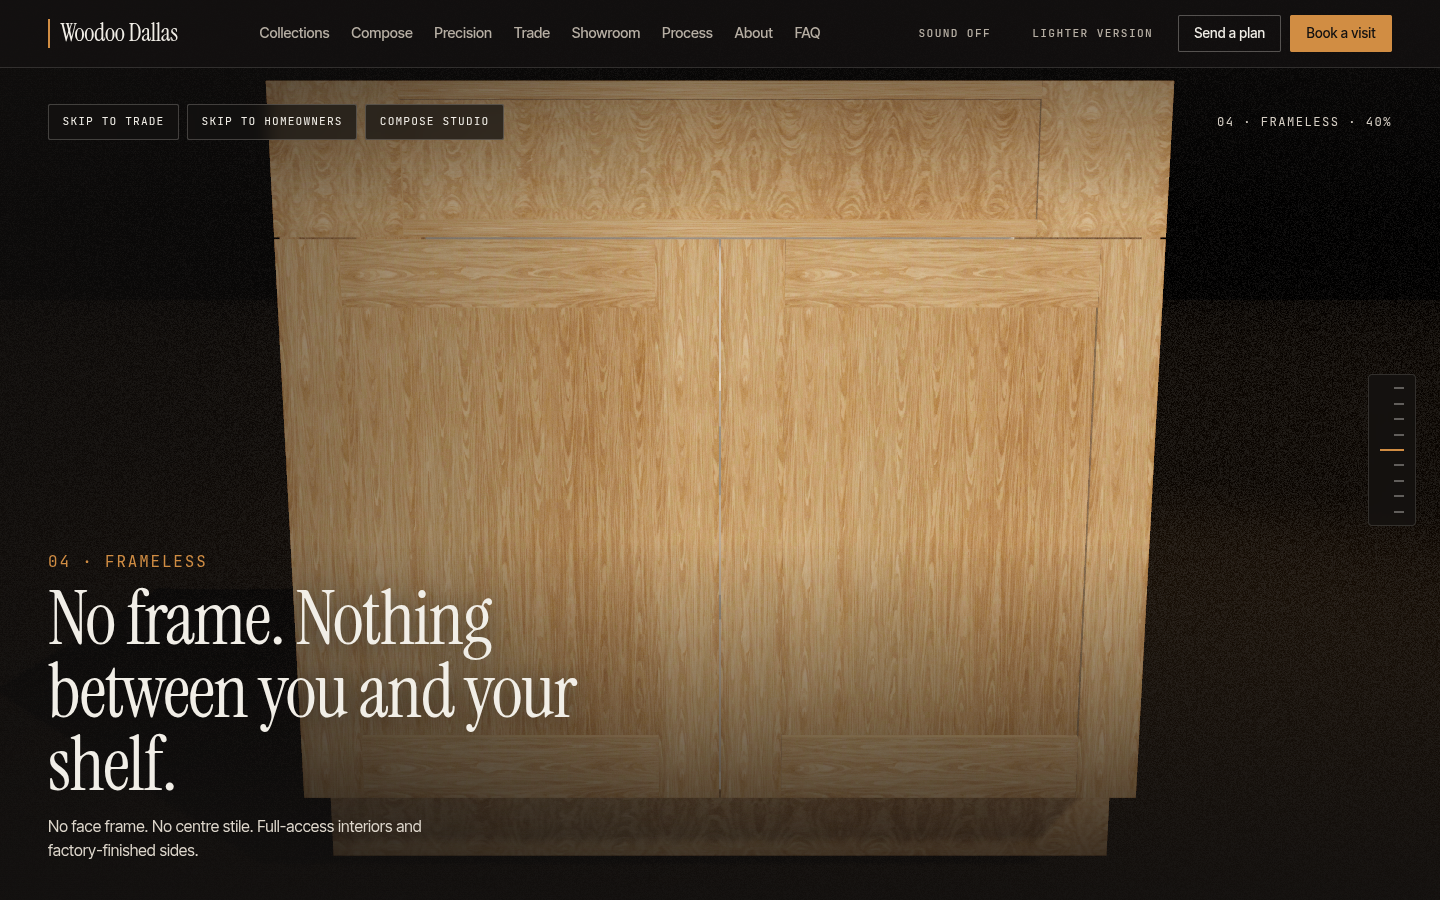 Woodoo Dallas
Collections
Compose
Precision
Trade
Showroom
Process
About
FAQ
SOUND OFF
LIGHTER VERSION
Send a plan
Book a visit
SKIP TO TRADE
SKIP TO HOMEOWNERS
COMPOSE STUDIO
04 · FRAMELESS · 40%
04 · FRAMELESS
No frame. Nothing
between you and your
shelf.
No face frame. No centre stile. Full-access interiors and
factory-finished sides.